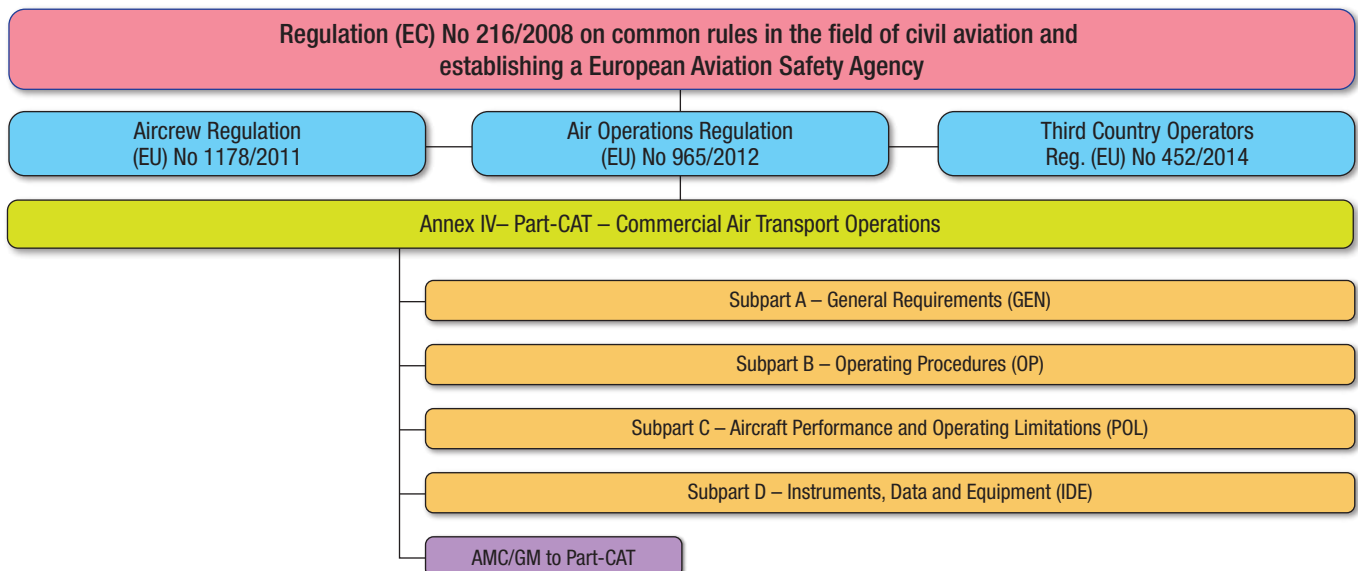 Regulation (EC) No 216/2008 on common rules in the field of civil aviation and
establishing a European Aviation Safety Agency
Aircrew Regulation
(EU) No 1178/2011
Air Operations Regulation
(EU) No 965/2012
Third Country Operators
Reg. (EU) No 452/2014
Annex IV– Part-CAT – Commercial Air Transport Operations
Subpart A – General Requirements (GEN)
Subpart B – Operating Procedures (OP)
Subpart C – Aircraft Performance and Operating Limitations (POL)
Subpart D – Instruments, Data and Equipment (IDE)
AMC/GM to Part-CAT